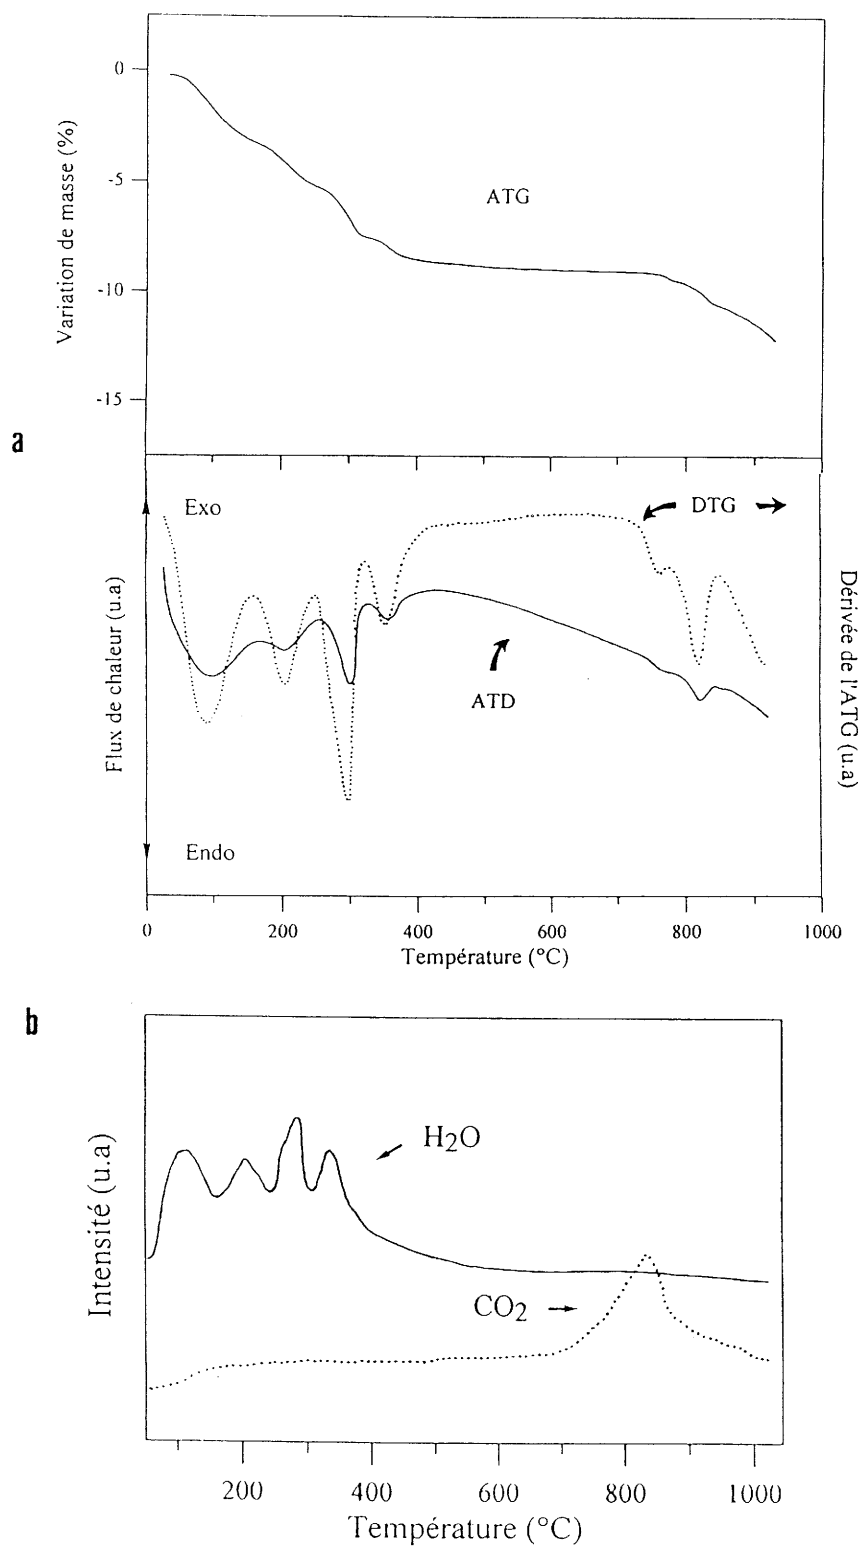 0
-5
-10
-15
Variation de masse (%)
ATG
a
Exo
DTG
Flux de chaleur (u.a)
Dérivée de l'ATG (u.a)
ATD
Endo
0 200 400 600 800 1000
Température (°C)
b
H2O
Intensité (u.a)
CO2
200 400 600 800 1000
Température (°C)